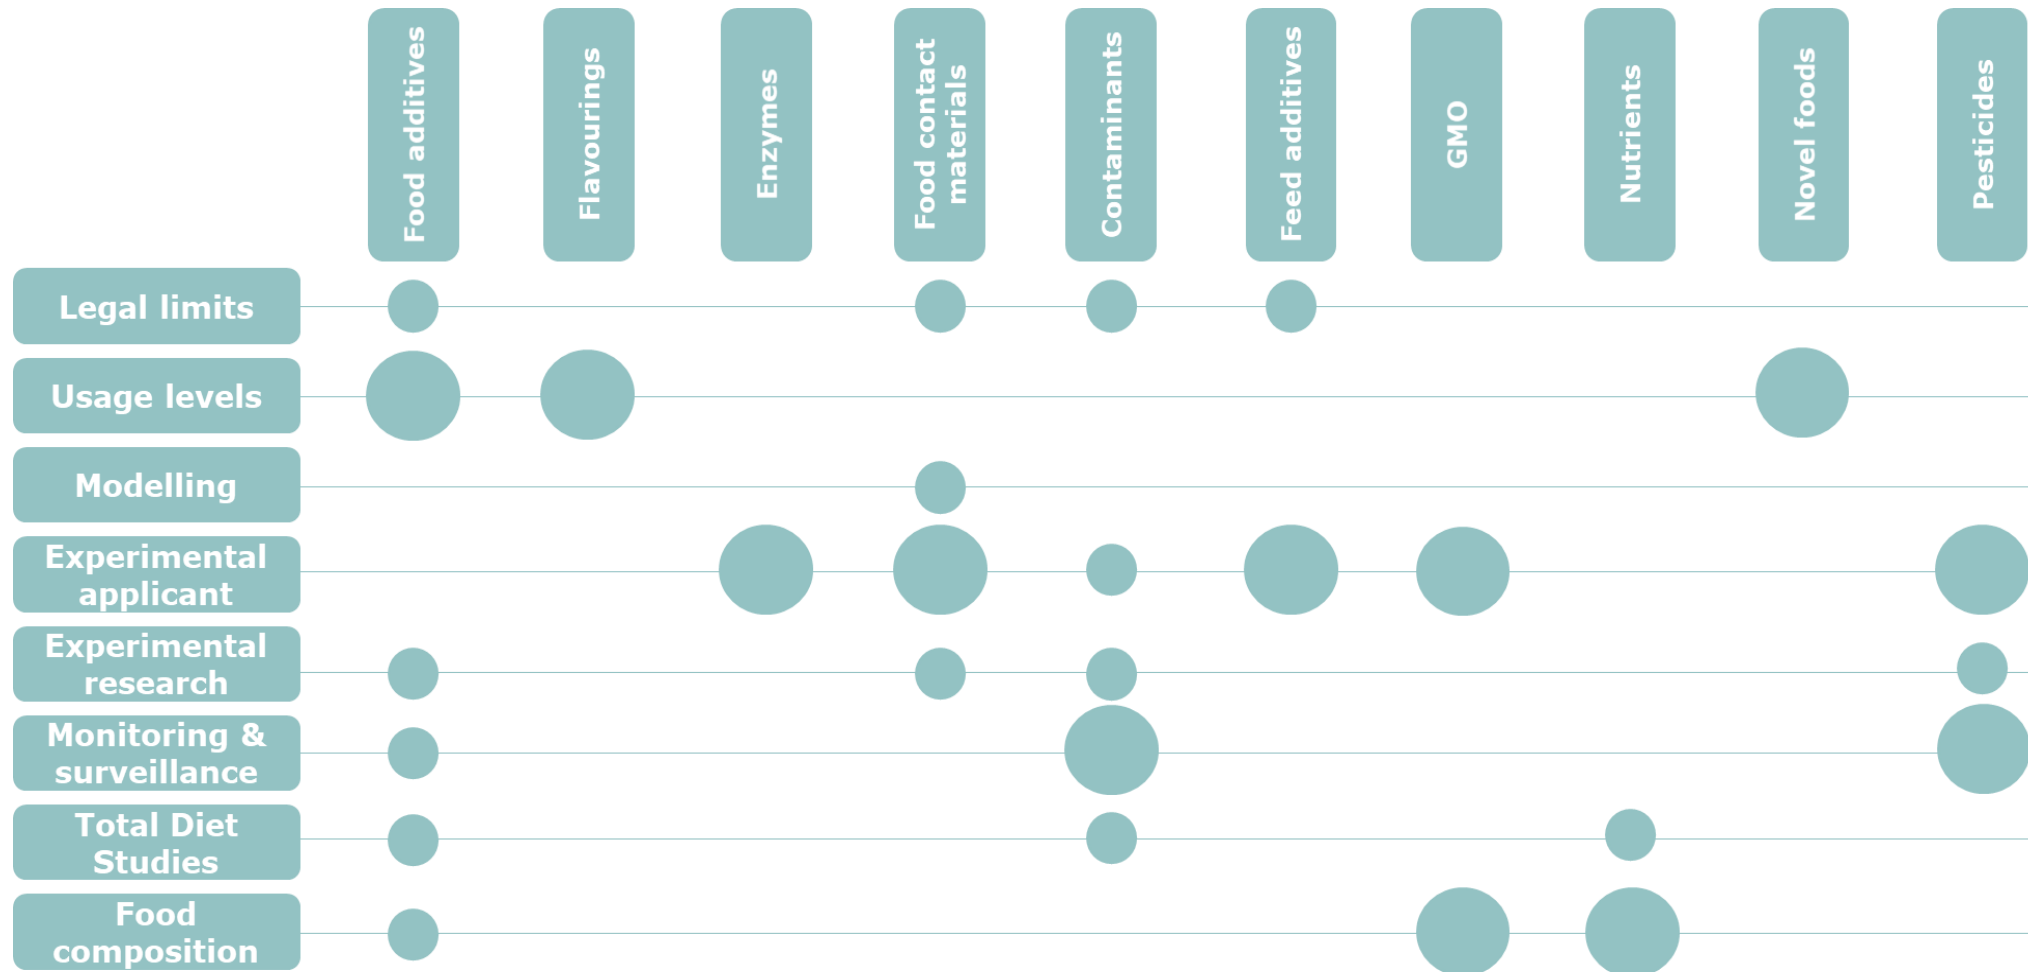 Food additives
Flavourings
Enzymes
Food contact
materials
Contaminants
Feed additives
GMO
Nutrients
Novel foods
Pesticides
Legal limits
Usage levels
Modelling
Experimental
applicant
Experimental
research
Monitoring &
surveillance
Total Diet
Studies
Food
composition